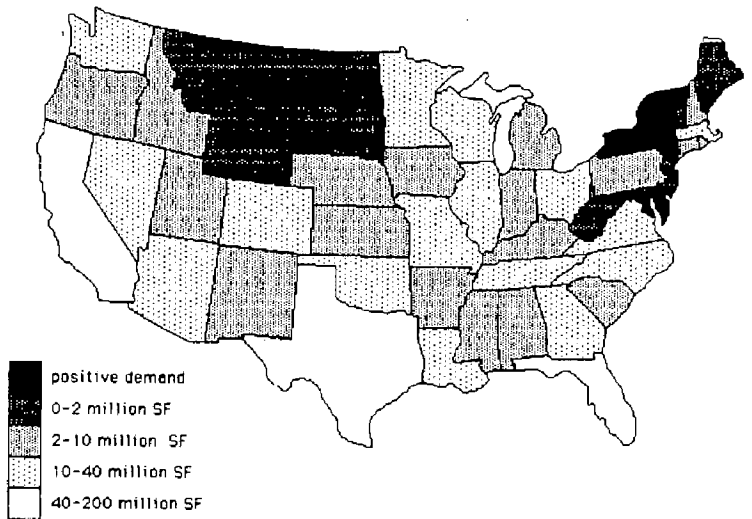 positive demand
0-2 million SF
2-10 million SF
10-40 million SF
40-200 million SF